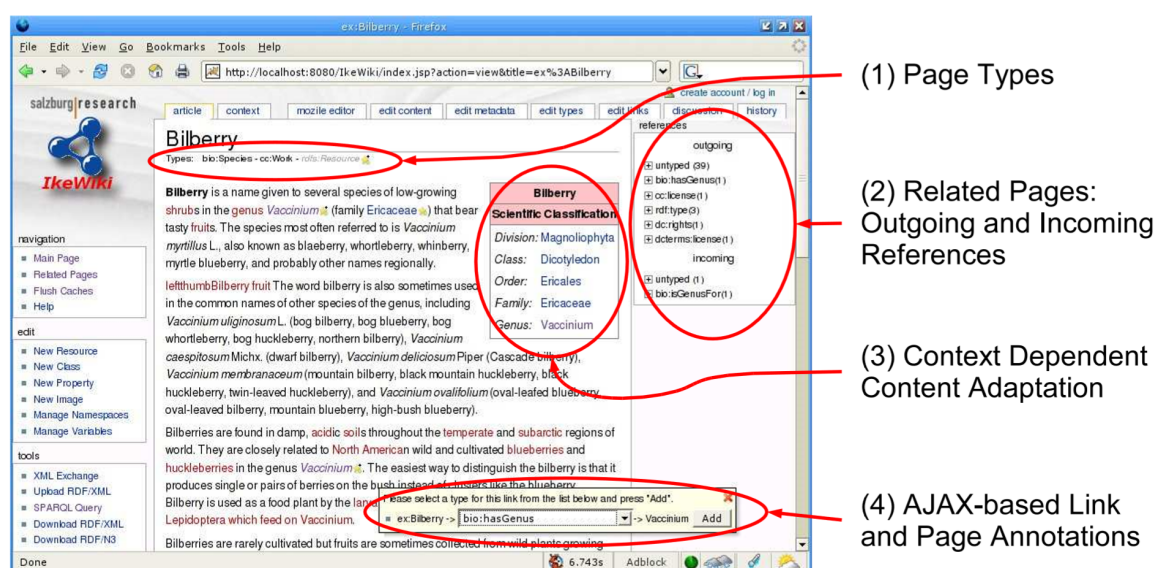 ex:Bilberry - Firefox
File Edit View Go Bookmarks Tools Help
http://localhost:8080/IkeWiki/index.jsp?action=view&title=ex%3ABilberry
G
create account / log in
salzburg|research
IkeWiki
article context mozile editor edit content edit metadata edit types edit links discussion history
Bilberry
Types: bio:Species - cc:Work - rdfs:Resource
Bilberry is a name given to several species of low-growing
shrubs in the genus Vaccinium (family Ericaceae) that bear
tasty fruits. The species most often referred to is Vaccinium
myrtillus L., also known as blaeberry, whortleberry, whinberry,
myrtle blueberry, and probably other names regionally.
leftthumbBilberry fruit The word bilberry is also sometimes used
in the common names of other species of the genus, including
Vaccinium uliginosum L. (bog bilberry, bog blueberry, bog
whortleberry, bog huckleberry, northern bilberry), Vaccinium
caespitosum Michx. (dwarf bilberry), Vaccinium deliciosum Piper (Cascade bilberry),
Vaccinium membranaceum (mountain bilberry, black mountain huckleberry, black
huckleberry, twin-leaved huckleberry), and Vaccinium ovalifolium (oval-leafed blueberry,
oval-leaved bilberry, mountain blueberry, high-bush blueberry).
Bilberries are found in damp, acidic soils throughout the temperate and subarctic regions of
world. They are closely related to North American wild and cultivated blueberries and
huckleberries in the genus Vaccinium. The easiest way to distinguish the bilberry is that it
produces single or pairs of berries on the bush instead of clusters like the blueberry.
Bilberry is used as a food plant by the
Lepidoptera which feed on Vaccinium.
Bilberries are rarely cultivated but fruits are sometimes collected from wild plants growing
Bilberry
Scientific Classification
Division: Magnoliophyta
Class: Dicotyledon
Order: Ericales
Family: Ericaceae
Genus: Vaccinium
references
outgoing
untyped (39)
bio:hasGenus(1)
cc:license(1)
rdf:type(3)
dc:rights(1)
dcterms:license(1)
incoming
untyped (1)
bio:isGenusFor(1)
navigation
Main Page
Related Pages
Flush Caches
Help
edit
New Resource
New Class
New Property
New Image
Manage Namespaces
Manage Variables
tools
XML Exchange
Upload RDF/XML
SPARQL Query
Download RDF/XML
Download RDF/N3
Please select a type for this link from the list below and press "Add".
ex:Bilberry -> bio:hasGenus -> Vaccinium Add
Done 6.743s Adblock
(1) Page Types
(2) Related Pages:
Outgoing and Incoming
References
(3) Context Dependent
Content Adaptation
(4) AJAX-based Link
and Page Annotations